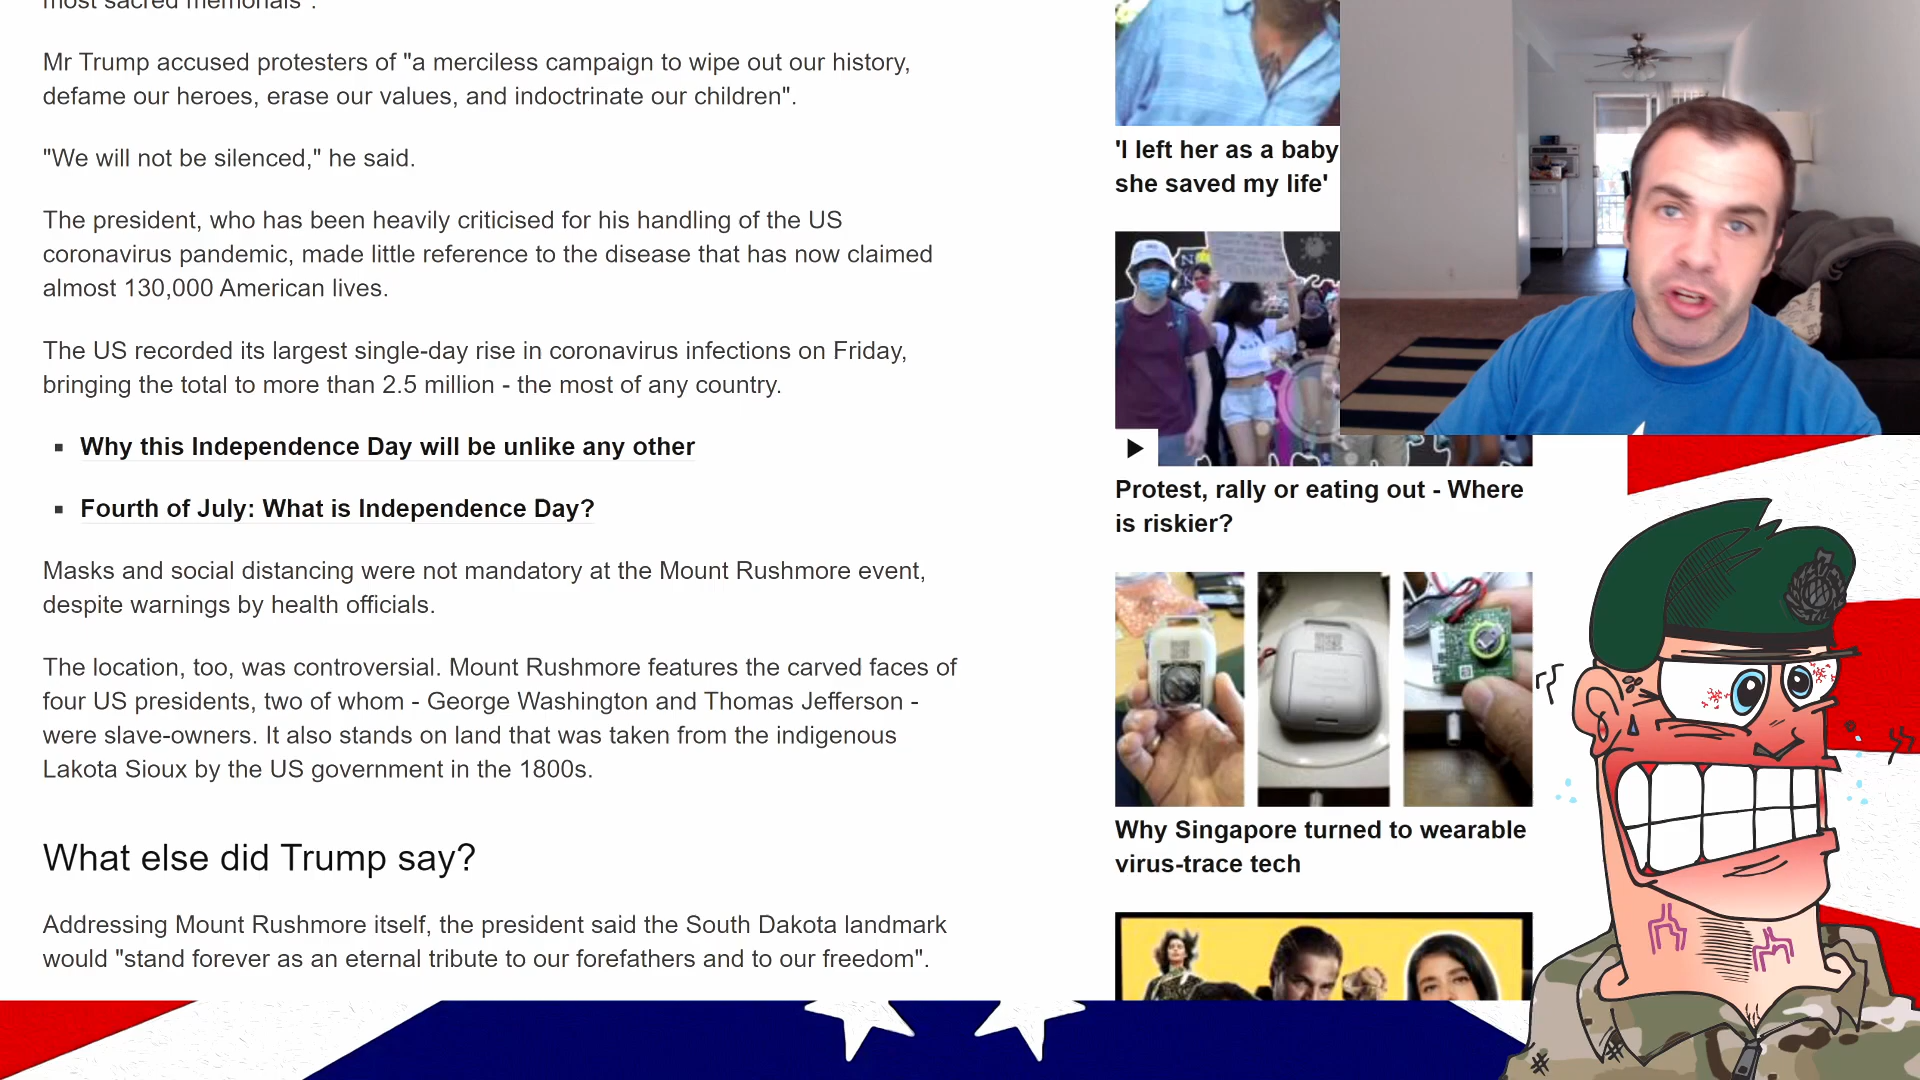 most sacred memorials".
Mr Trump accused protesters of "a merciless campaign to wipe out our history,
defame our heroes, erase our values, and indoctrinate our children".
"We will not be silenced," he said.
The president, who has been heavily criticised for his handling of the US
coronavirus pandemic, made little reference to the disease that has now claimed
almost 130,000 American lives.
The US recorded its largest single-day rise in coronavirus infections on Friday,
bringing the total to more than 2.5 million - the most of any country.
Why this Independence Day will be unlike any other
Fourth of July: What is Independence Day?
Masks and social distancing were not mandatory at the Mount Rushmore event,
despite warnings by health officials.
The location, too, was controversial. Mount Rushmore features the carved faces of
four US presidents, two of whom - George Washington and Thomas Jefferson -
were slave-owners. It also stands on land that was taken from the indigenous
Lakota Sioux by the US government in the 1800s.
What else did Trump say?
Addressing Mount Rushmore itself, the president said the South Dakota landmark
would "stand forever as an eternal tribute to our forefathers and to our freedom".
'I left her as a baby
she saved my life'
Protest, rally or eating out - Where
is riskier?
Why Singapore turned to wearable
virus-trace tech